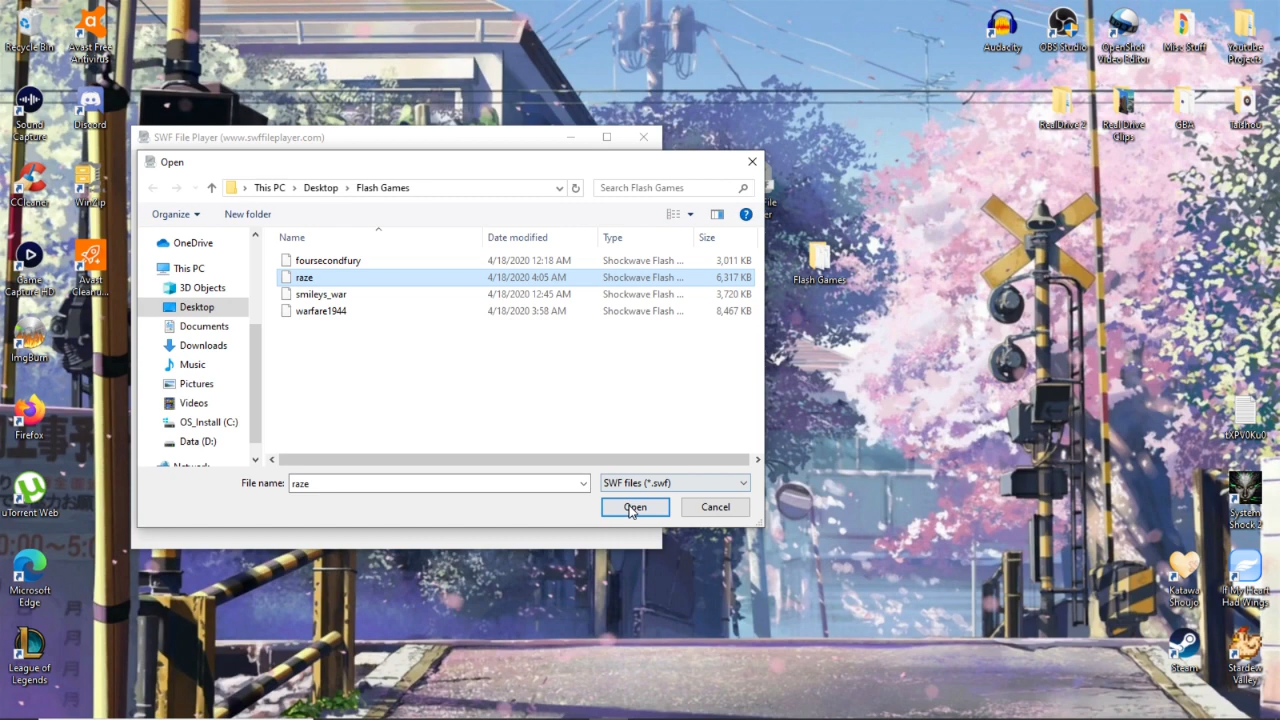 Recycle Bin
Avast Free
Antivirus
Sound
capture
Discord
CCleaner
WinZip
Game
Capture HD
Avast
Cleanu...
ImgBurn
Firefox
uTorrent Web
Microsoft
Edge
League of
Legends
SWF File Player (www.swffileplayer.com)
Open
This PC
Desktop
Flash Games
Search Flash Games
Organize
New folder
Name
Date modified
Type
Size
OneDrive
This PC
3D Objects
Desktop
Documents
Downloads
Music
Pictures
Videos
OS_Install (C:)
Data (D:)
Network
foursecondfury 4/18/2020 12:18 AM Shockwave Flash ... 3,011 KB
raze 4/18/2020 4:05 AM Shockwave Flash ... 6,317 KB
smileys_war 4/18/2020 12:45 AM Shockwave Flash ... 3,720 KB
warfare1944 4/18/2020 3:58 AM Shockwave Flash ... 8,467 KB
File name:
raze
SWF files (*.swf)
Open
Cancel
Flash Games
Audacity
OBS Studio
OpenShot
Video Editor
Misc Stuff
Youtube
Projects
RealDrive 2
Real Drive
Clips
GBA
Taishou
tXPV0Ku0
System
Shock 2
Katawa
Shoujo
If My Heart
Had Wings
Steam
Stardew
Valley